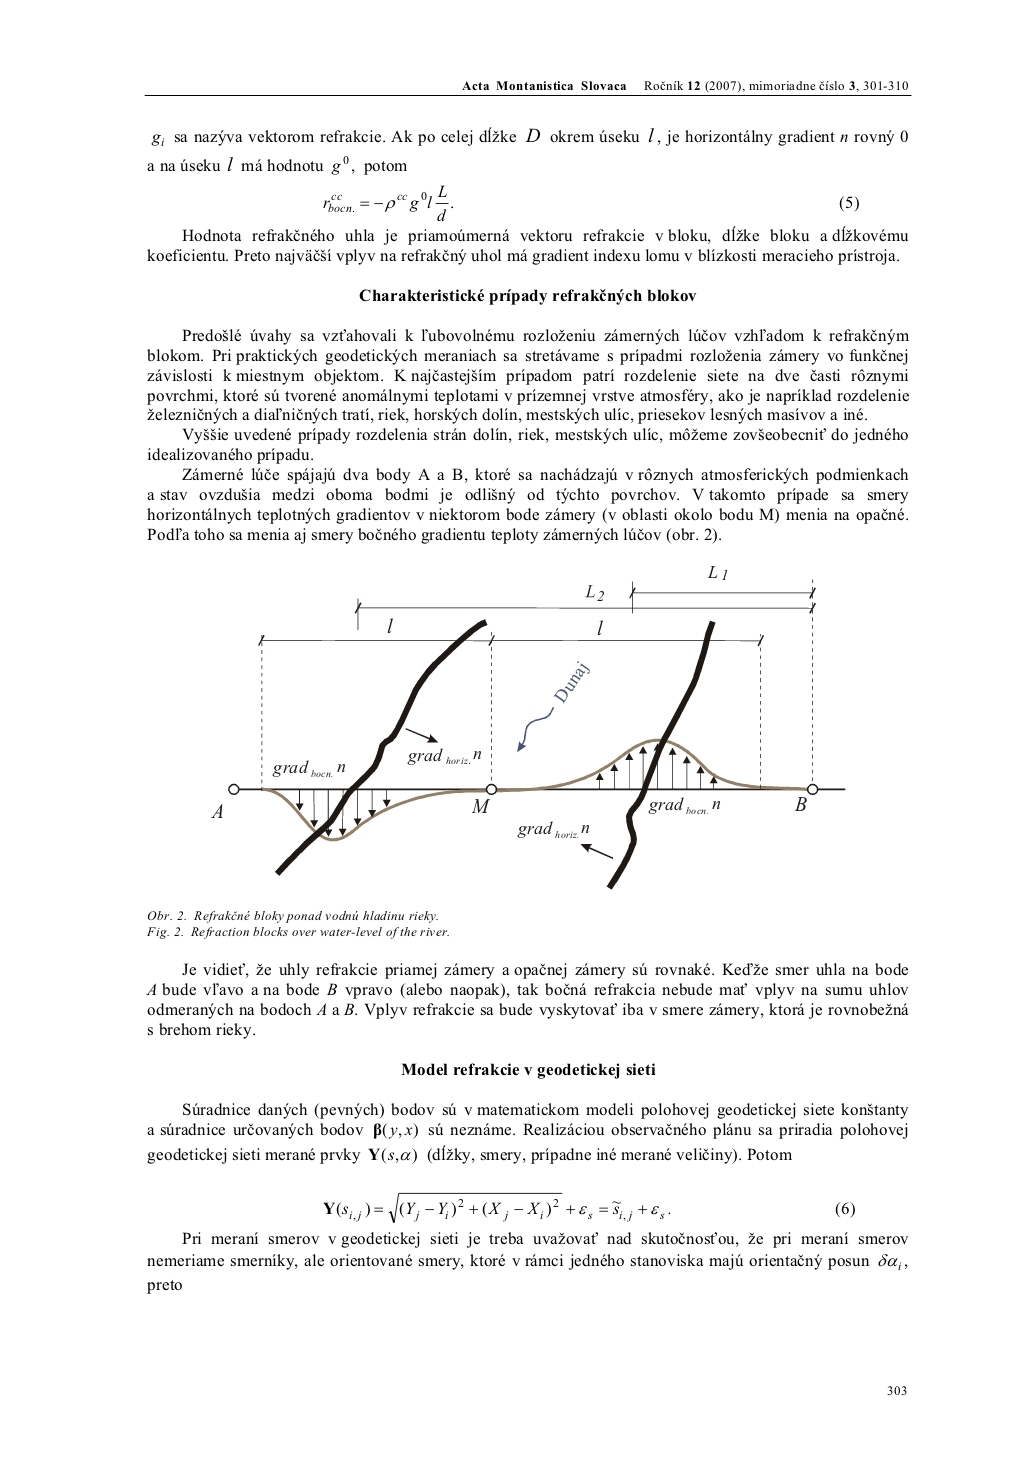 Acta Montanistica Slovaca Ročník 12 (2007), mimoriadne číslo 3, 301-310
g_i sa nazýva vektorom refrakcie. Ak po celej dĺžke D okrem úseku l , je horizontálny gradient n rovný 0
a na úseku l má hodnotu g^0 , potom
r^{cc}_{bocn.} = −ρ^{cc} g^0 l L/d . (5)
Hodnota refrakčného uhla je priamoúmerná vektoru refrakcie v bloku, dĺžke bloku a dĺžkovému
koeficientu. Preto najväčší vplyv na refrakčný uhol má gradient indexu lomu v blízkosti meracieho prístroja.
Charakteristické prípady refrakčných blokov
Predošlé úvahy sa vzťahovali k ľubovolnému rozloženiu zámerných lúčov vzhľadom k refrakčným
blokom. Pri praktických geodetických meraniach sa stretávame s prípadmi rozloženia zámery vo funkčnej
závislosti k miestnym objektom. K najčastejším prípadom patrí rozdelenie siete na dve časti rôznymi
povrchmi, ktoré sú tvorené anomálnymi teplotami v prízemnej vrstve atmosféry, ako je napríklad rozdelenie
železničných a diaľničných tratí, riek, horských dolín, mestských ulíc, priesekov lesných masívov a iné.
Vyššie uvedené prípady rozdelenia strán dolín, riek, mestských ulíc, môžeme zovšeobecniť do jedného
idealizovaného prípadu.
Zámerné lúče spájajú dva body A a B, ktoré sa nachádzajú v rôznych atmosferických podmienkach
a stav ovzdušia medzi oboma bodmi je odlišný od týchto povrchov. V takomto prípade sa smery
horizontálnych teplotných gradientov v niektorom bode zámery (v oblasti okolo bodu M) menia na opačné.
Podľa toho sa menia aj smery bočného gradientu teploty zámerných lúčov (obr. 2).
L_1
L_2
l
l
Dunaj
grad_{horiz.} n
grad_{bocn.} n
A
M
grad_{bocn.} n
B
grad_{horiz.} n
Obr. 2. Refrakčné bloky ponad vodnú hladinu rieky.
Fig. 2. Refraction blocks over water-level of the river.
Je vidieť, že uhly refrakcie priamej zámery a opačnej zámery sú rovnaké. Keďže smer uhla na bode
A bude vľavo a na bode B vpravo (alebo naopak), tak bočná refrakcia nebude mať vplyv na sumu uhlov
odmeraných na bodoch A a B. Vplyv refrakcie sa bude vyskytovať iba v smere zámery, ktorá je rovnobežná
s brehom rieky.
Model refrakcie v geodetickej sieti
Súradnice daných (pevných) bodov sú v matematickom modeli polohovej geodetickej siete konštanty
a súradnice určovaných bodov β(y,x) sú neznáme. Realizáciou observačného plánu sa priradia polohovej
geodetickej sieti merané prvky Y(s,α) (dĺžky, smery, prípadne iné merané veličiny). Potom
Y(s_{i,j}) = √((Y_j − Y_i)^2 + (X_j − X_i)^2) + ε_s = s̃_{i,j} + ε_s . (6)
Pri meraní smerov v geodetickej sieti je treba uvažovať nad skutočnosťou, že pri meraní smerov
nemeriame smerníky, ale orientované smery, ktoré v rámci jedného stanoviska majú orientačný posun δα_i ,
preto
303